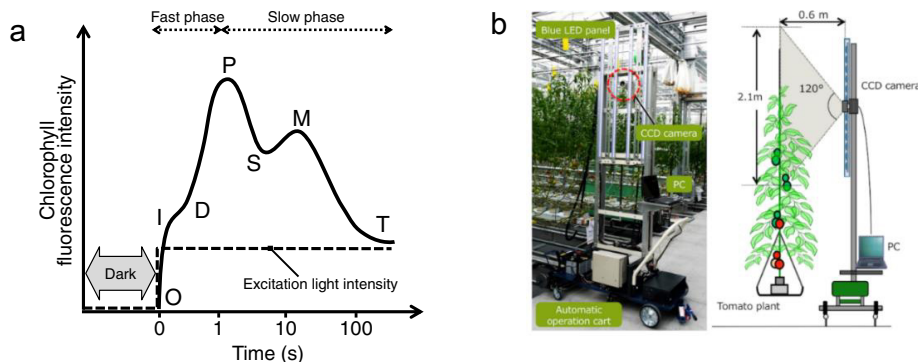 a
Fast phase
Slow phase
Chlorophyll
fluorescence intensity
P
M
S
I
D
T
O
Dark
Excitation light intensity
0
1
10
100
Time (s)
b
Blue LED panel
CCD camera
PC
Automatic
operation cart
0.6 m
2.1m
120°
CCD camera
PC
Tomato plant